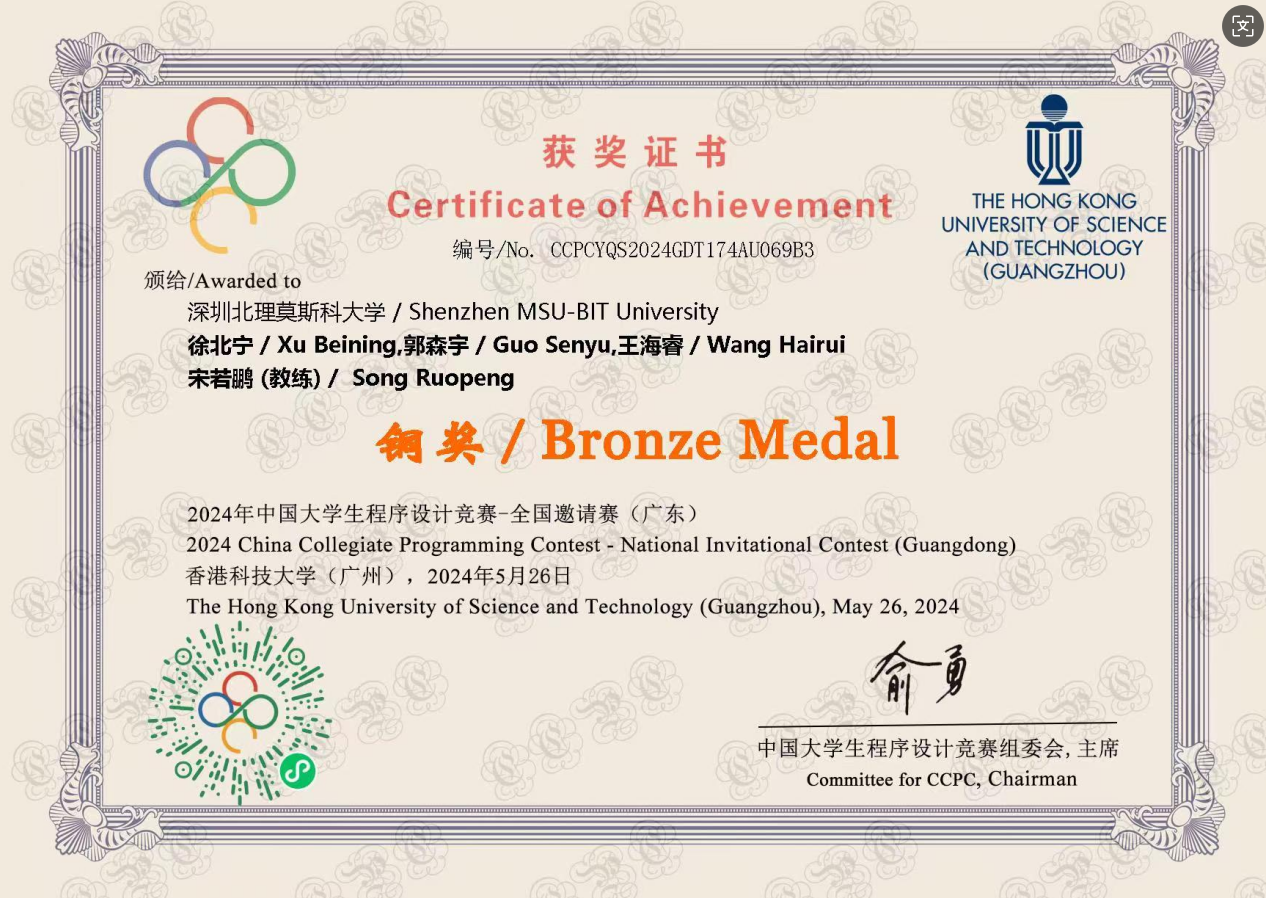 获奖证书
Certificate of Achievement
编号/No. CCPCYQS2024GDT174AU069B3
THE HONG KONG
UNIVERSITY OF SCIENCE
AND TECHNOLOGY
(GUANGZHOU)
颁给/Awarded to
深圳北理莫斯科大学 / Shenzhen MSU-BIT University
徐北宁 / Xu Beining,郭森宇 / Guo Senyu,王海睿 / Wang Hairui
宋若鹏 (教练) / Song Ruopeng
铜奖 / Bronze Medal
2024年中国大学生程序设计竞赛-全国邀请赛（广东）
2024 China Collegiate Programming Contest - National Invitational Contest (Guangdong)
香港科技大学（广州），2024年5月26日
The Hong Kong University of Science and Technology (Guangzhou), May 26, 2024
俞勇
中国大学生程序设计竞赛组委会, 主席
Committee for CCPC, Chairman